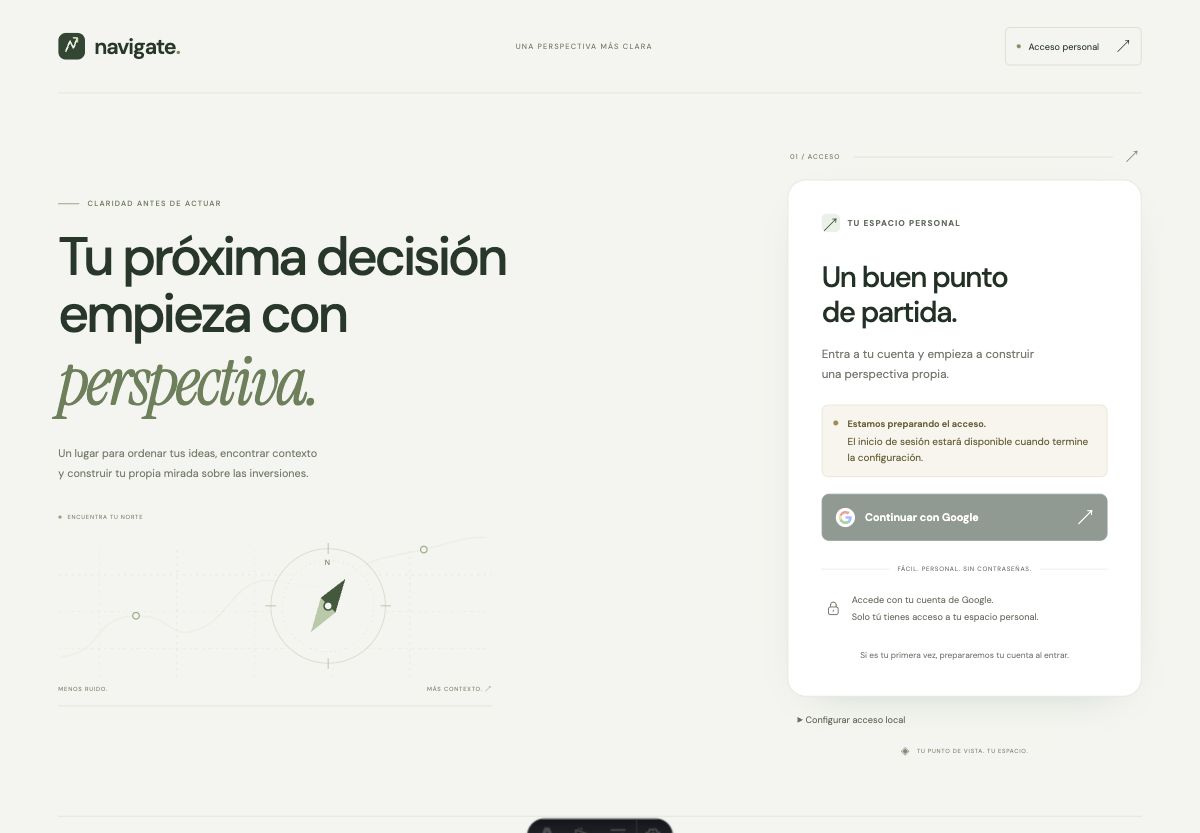 navigate.
UNA PERSPECTIVA MÁS CLARA
Acceso personal
CLARIDAD ANTES DE ACTUAR
Tu próxima decisión
empieza con
perspectiva.
Un lugar para ordenar tus ideas, encontrar contexto
y construir tu propia mirada sobre las inversiones.
ENCUENTRA TU NORTE
N
MENOS RUIDO.
MÁS CONTEXTO.
01 / ACCESO
TU ESPACIO PERSONAL
Un buen punto
de partida.
Entra a tu cuenta y empieza a construir
una perspectiva propia.
Estamos preparando el acceso.
El inicio de sesión estará disponible cuando termine
la configuración.
Continuar con Google
FÁCIL. PERSONAL. SIN CONTRASEÑAS.
Accede con tu cuenta de Google.
Solo tú tienes acceso a tu espacio personal.
Si es tu primera vez, prepararemos tu cuenta al entrar.
Configurar acceso local
TU PUNTO DE VISTA. TU ESPACIO.